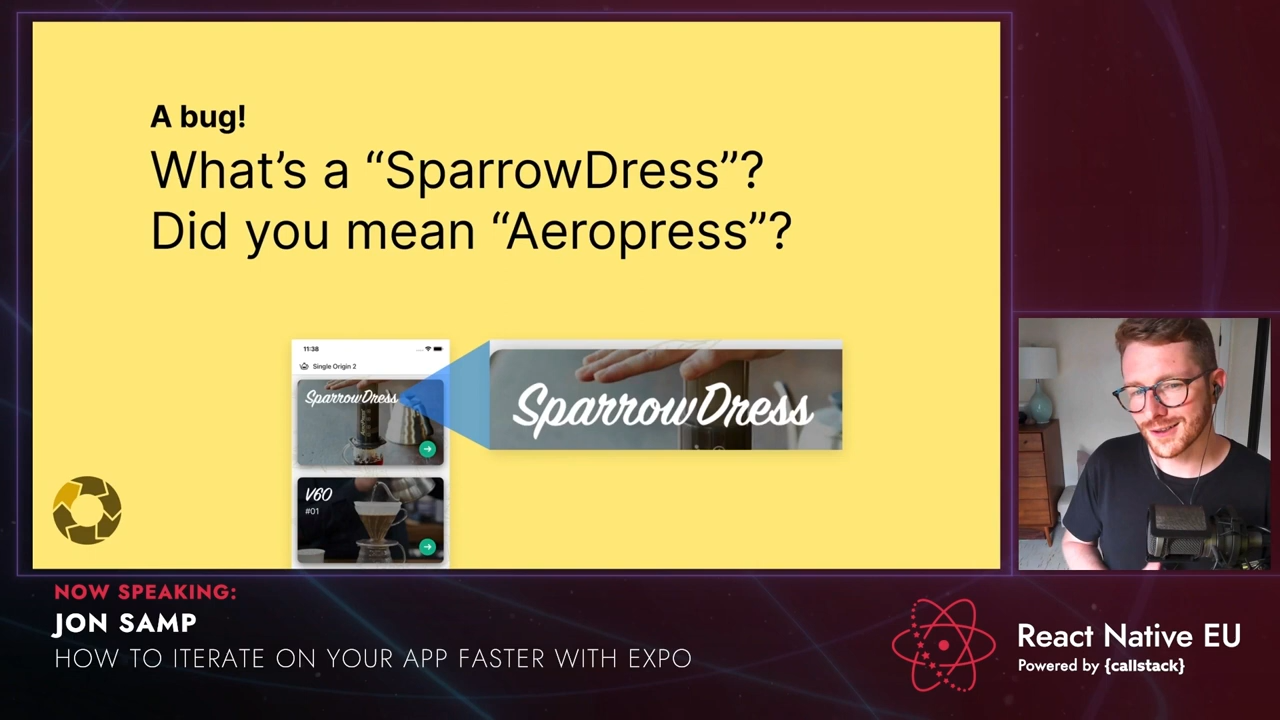 A bug!
What’s a “SparrowDress”?
Did you mean “Aeropress”?
11:38
Single Origin 2
SparrowDress
V60
#01
SparrowDress
NOW SPEAKING:
JON SAMP
HOW TO ITERATE ON YOUR APP FASTER WITH EXPO
React Native EU
Powered by {callstack}